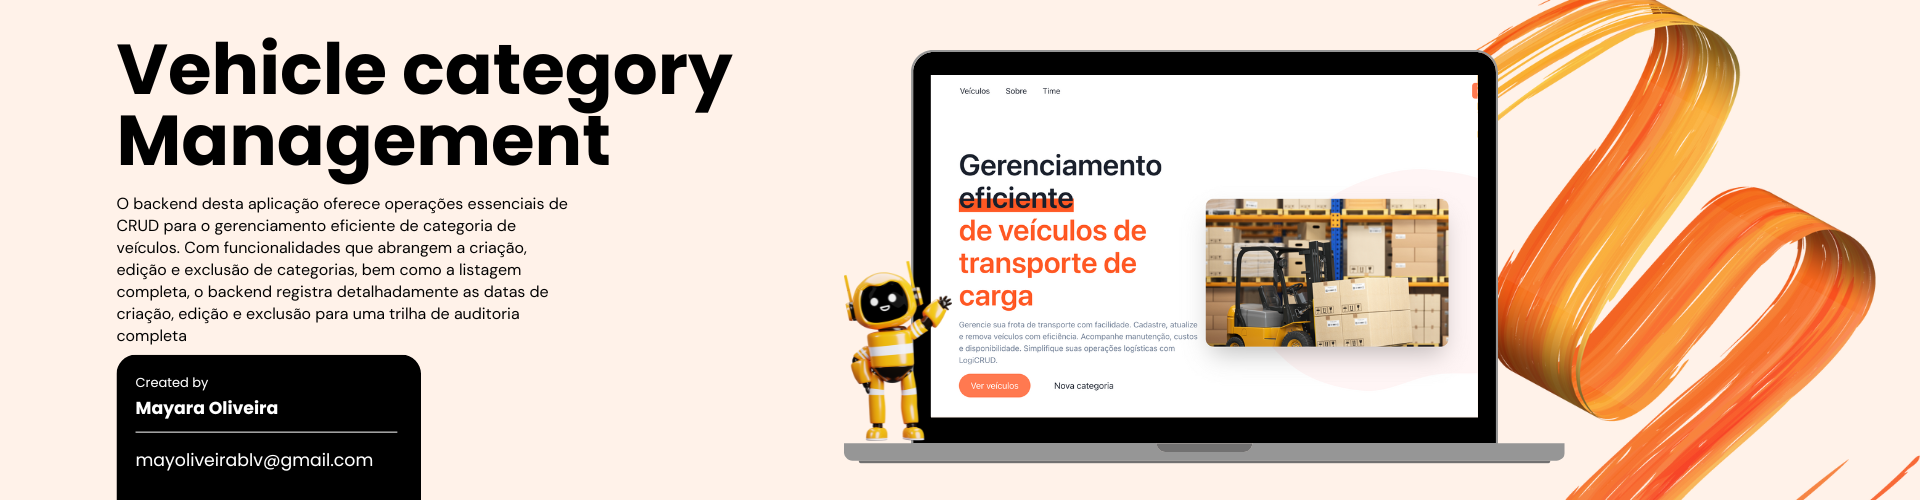 Vehicle category
Management
O backend desta aplicação oferece operações essenciais de
CRUD para o gerenciamento eficiente de categoria de
veículos. Com funcionalidades que abrangem a criação,
edição e exclusão de categorias, bem como a listagem
completa, o backend registra detalhadamente as datas de
criação, edição e exclusão para uma trilha de auditoria
completa
Created by
Mayara Oliveira
mayoliveirablv@gmail.com
Veículos Sobre Time
Gerenciamento
eficiente
de veículos de
transporte de
carga
Gerencie sua frota de transporte com facilidade. Cadastre, atualize
e remova veículos com eficiência. Acompanhe manutenção, custos
e disponibilidade. Simplifique suas operações logísticas com
LogiCRUD.
Ver veículos Nova categoria